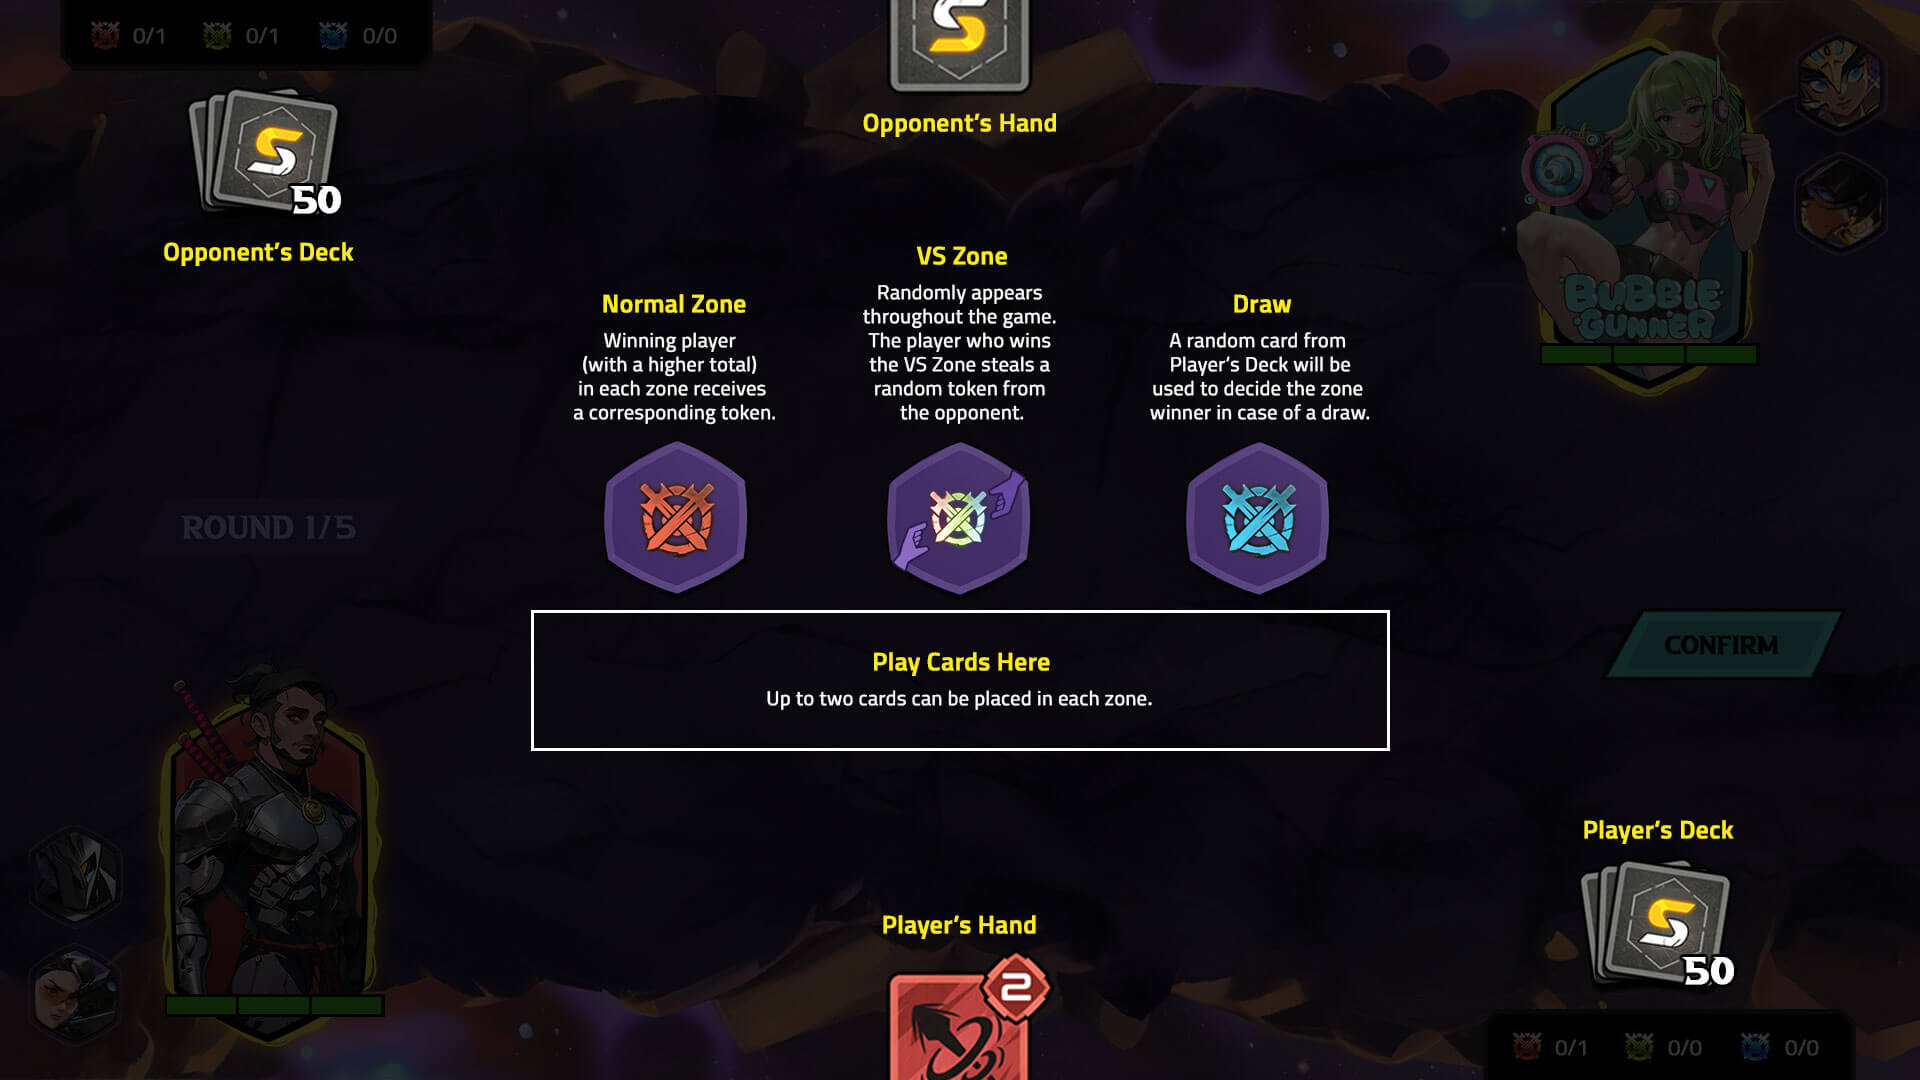 0/1 0/1 0/0
Opponent's Hand
50
Opponent's Deck
VS Zone
Randomly appears
throughout the game.
The player who wins
the VS Zone steals a
random token from
the opponent.
Normal Zone
Winning player
(with a higher total)
in each zone receives
a corresponding token.
Draw
A random card from
Player's Deck will be
used to decide the zone
winner in case of a draw.
BUBBLE
GUNNER
ROUND 1/5
Play Cards Here
Up to two cards can be placed in each zone.
CONFIRM
Player's Deck
50
Player's Hand
2
0/1 0/0 0/0